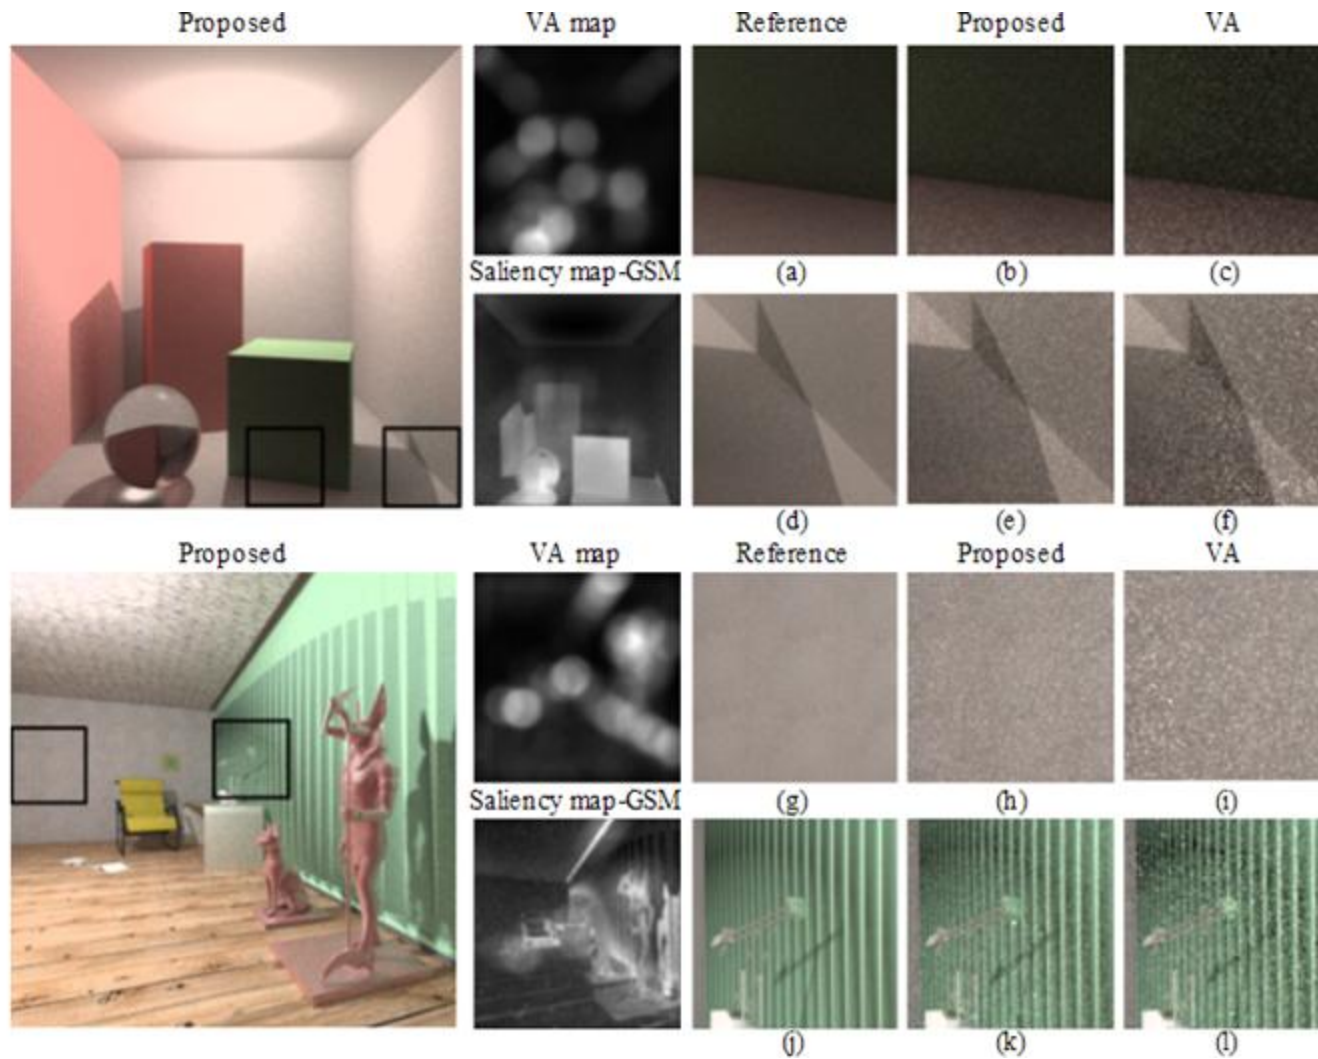 Proposed VA map Reference Proposed VA
Saliency map-GSM (a) (b) (c)
(d) (e) (f)
Proposed VA map Reference Proposed VA
Saliency map-GSM (g) (h) (i)
(j) (k) (l)